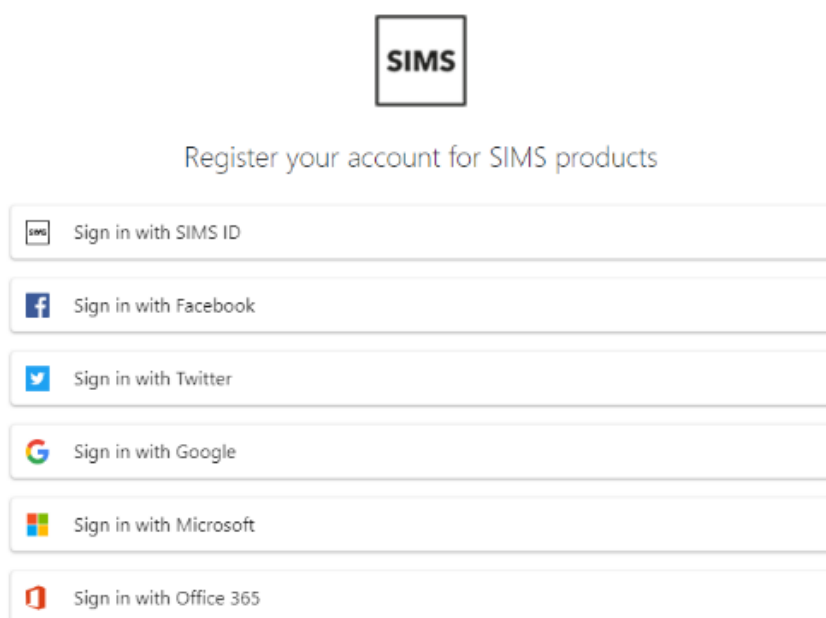 SIMS
Register your account for SIMS products
SIMS Sign in with SIMS ID
Sign in with Facebook
Sign in with Twitter
Sign in with Google
Sign in with Microsoft
Sign in with Office 365